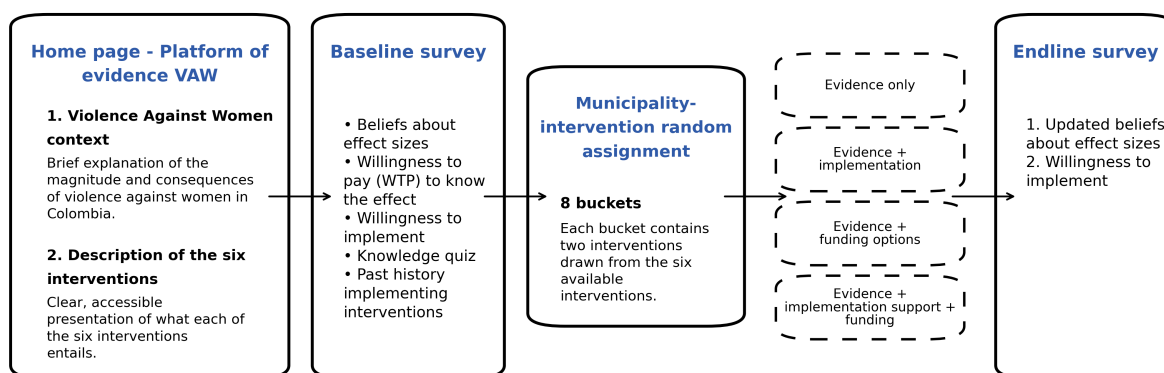 Home page - Platform of
evidence VAW
1. Violence Against Women
context
Brief explanation of the
magnitude and consequences
of violence against women in
Colombia.
2. Description of the six
interventions
Clear, accessible
presentation of what each of
the six interventions
entails.
Baseline survey
• Beliefs about
effect sizes
• Willingness to
pay (WTP) to know
the effect
• Willingness to
implement
• Knowledge quiz
• Past history
implementing
interventions
Municipality-
intervention random
assignment
8 buckets
Each bucket contains
two interventions
drawn from the six
available
interventions.
Evidence only
Evidence +
implementation
Evidence +
funding options
Evidence +
implementation support +
funding
Endline survey
1. Updated beliefs
about effect sizes
2. Willingness to
implement